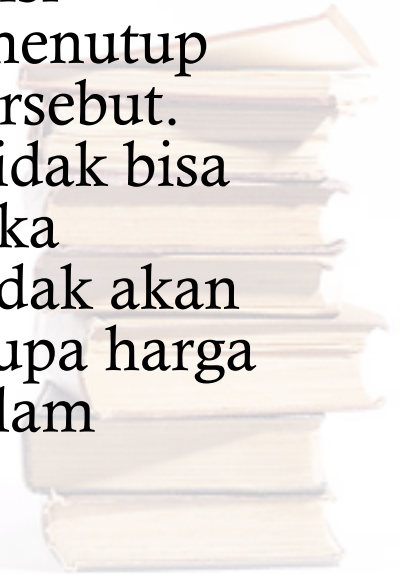 menutup
rsebut.
idak bisa
ka
dak akan
upa harga
lam